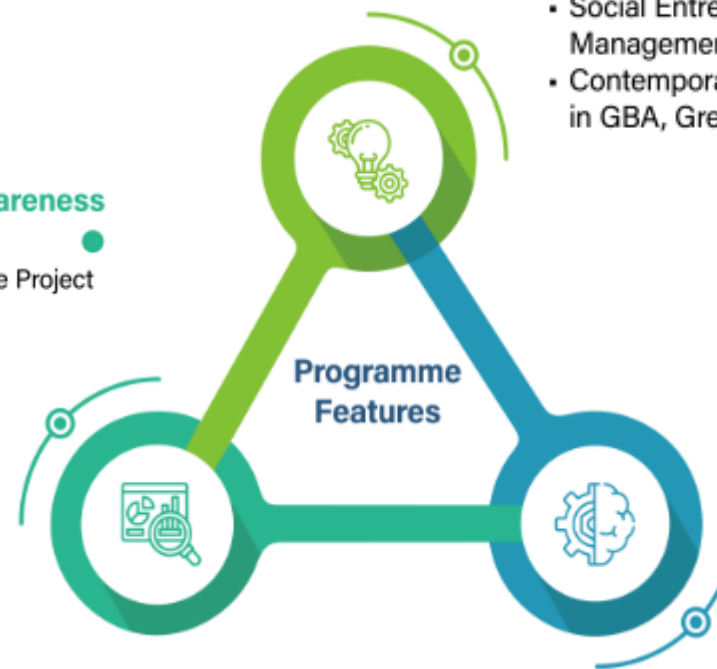 ▪ Social Entre
Managemen
▪ Contempora
in GBA, Gre
areness
e Project
Programme
Features